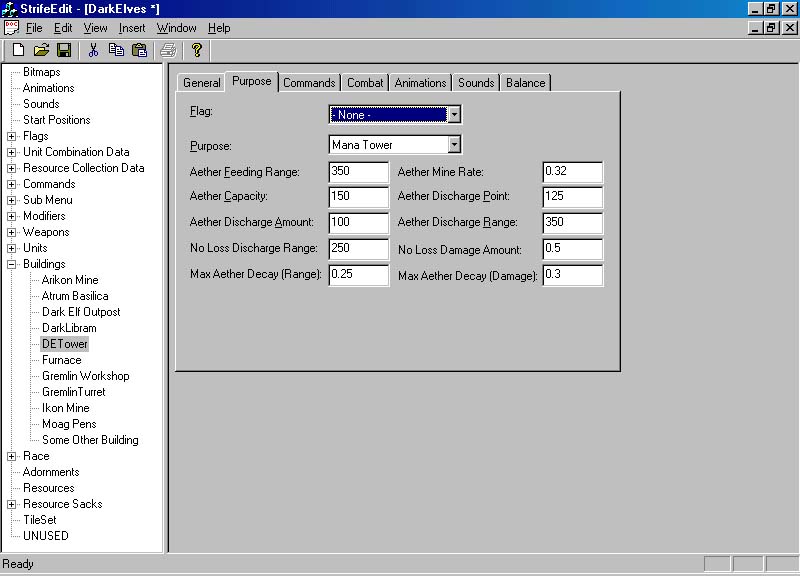 StrifeEdit - [DarkElves *]
File Edit View Insert Window Help
Bitmaps
Animations
Sounds
Start Positions
Flags
Unit Combination Data
Resource Collection Data
Commands
Sub Menu
Modifiers
Weapons
Units
Buildings
Arikon Mine
Atrum Basilica
Dark Elf Outpost
DarkLibram
DETower
Furnace
Gremlin Workshop
GremlinTurret
Ikon Mine
Moag Pens
Some Other Building
Race
Adornments
Resources
Resource Sacks
TileSet
UNUSED
General Purpose Commands Combat Animations Sounds Balance
Flag: - None -
Purpose: Mana Tower
Aether Feeding Range: 350 Aether Mine Rate: 0.32
Aether Capacity: 150 Aether Discharge Point: 125
Aether Discharge Amount: 100 Aether Discharge Range: 350
No Loss Discharge Range: 250 No Loss Damage Amount: 0.5
Max Aether Decay (Range): 0.25 Max Aether Decay (Damage): 0.3
Ready